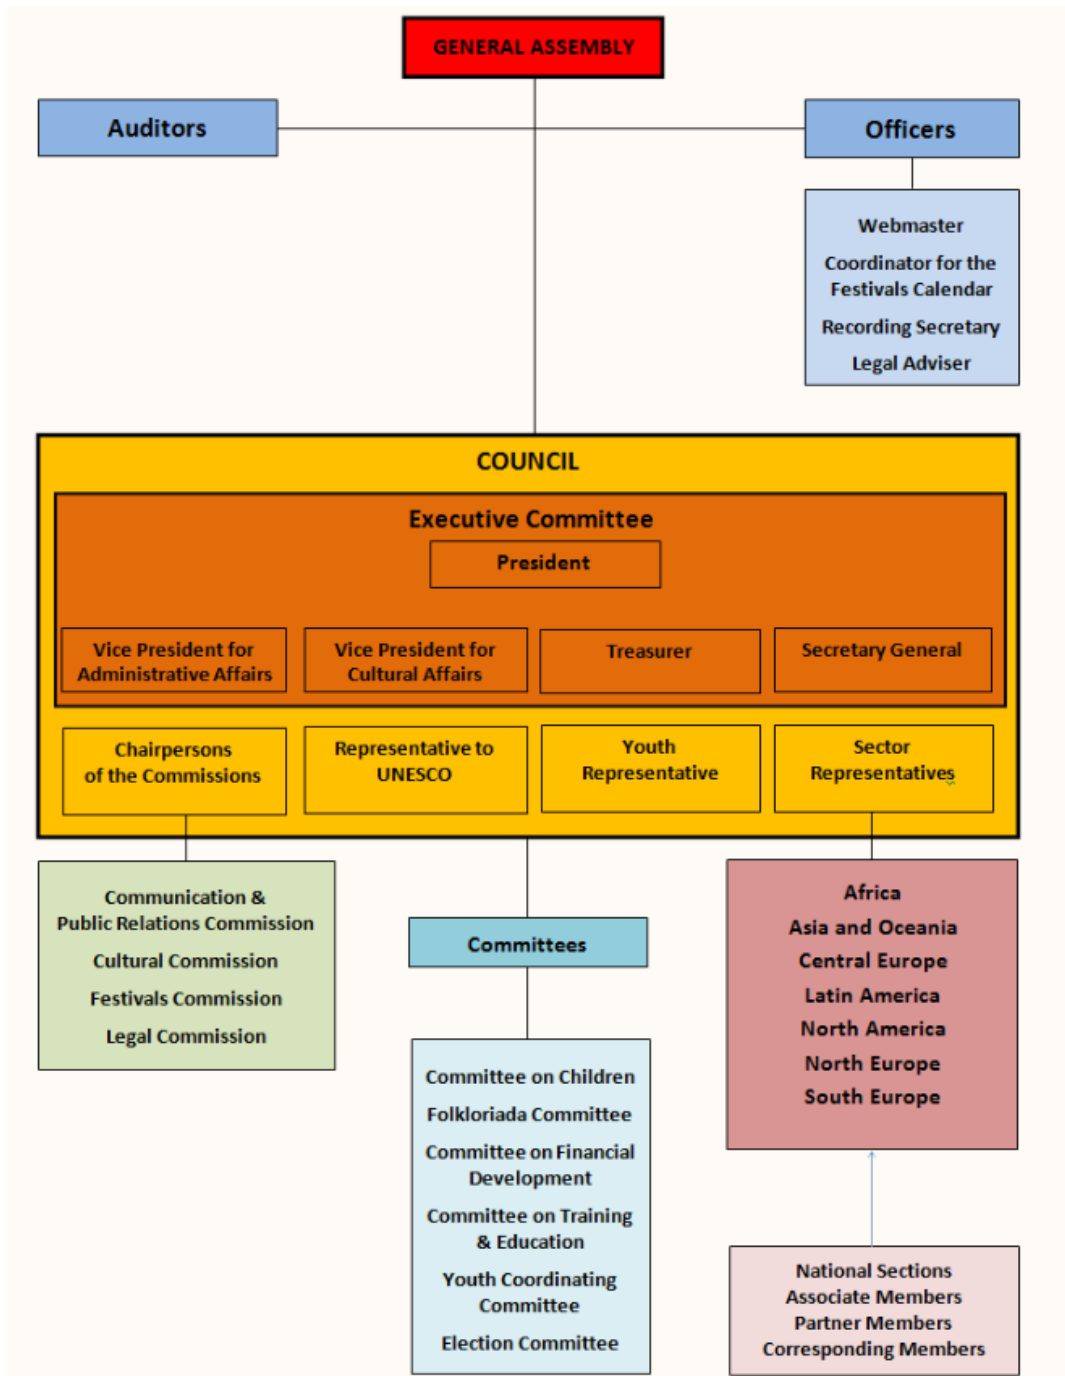 GENERAL ASSEMBLY
Auditors
Officers
Webmaster
Coordinator for the
Festivals Calendar
Recording Secretary
Legal Adviser
COUNCIL
Executive Committee
President
Vice President for
Administrative Affairs
Vice President for
Cultural Affairs
Treasurer
Secretary General
Chairpersons
of the Commissions
Representative to
UNESCO
Youth
Representative
Sector
Representatives
Communication &
Public Relations Commission
Cultural Commission
Festivals Commission
Legal Commission
Committees
Committee on Children
Folkloriada Committee
Committee on Financial
Development
Committee on Training
& Education
Youth Coordinating
Committee
Election Committee
Africa
Asia and Oceania
Central Europe
Latin America
North America
North Europe
South Europe
National Sections
Associate Members
Partner Members
Corresponding Members